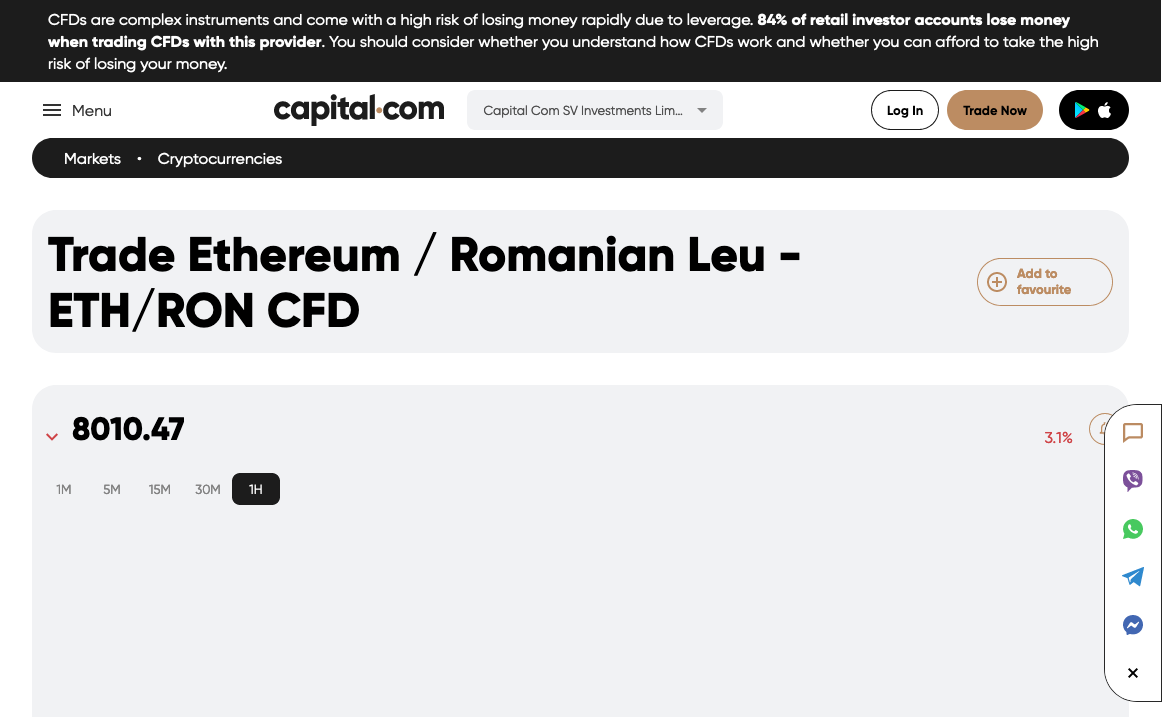 CFDs are complex instruments and come with a high risk of losing money rapidly due to leverage. 84% of retail investor accounts lose money
when trading CFDs with this provider. You should consider whether you understand how CFDs work and whether you can afford to take the high
risk of losing your money.
Menu
capital.com
Capital Com SV Investments Lim...
Log In
Trade Now
Markets • Cryptocurrencies
Trade Ethereum / Romanian Leu -
ETH/RON CFD
Add to
favourite
8010.47
3.1%
1M 5M 15M 30M 1H